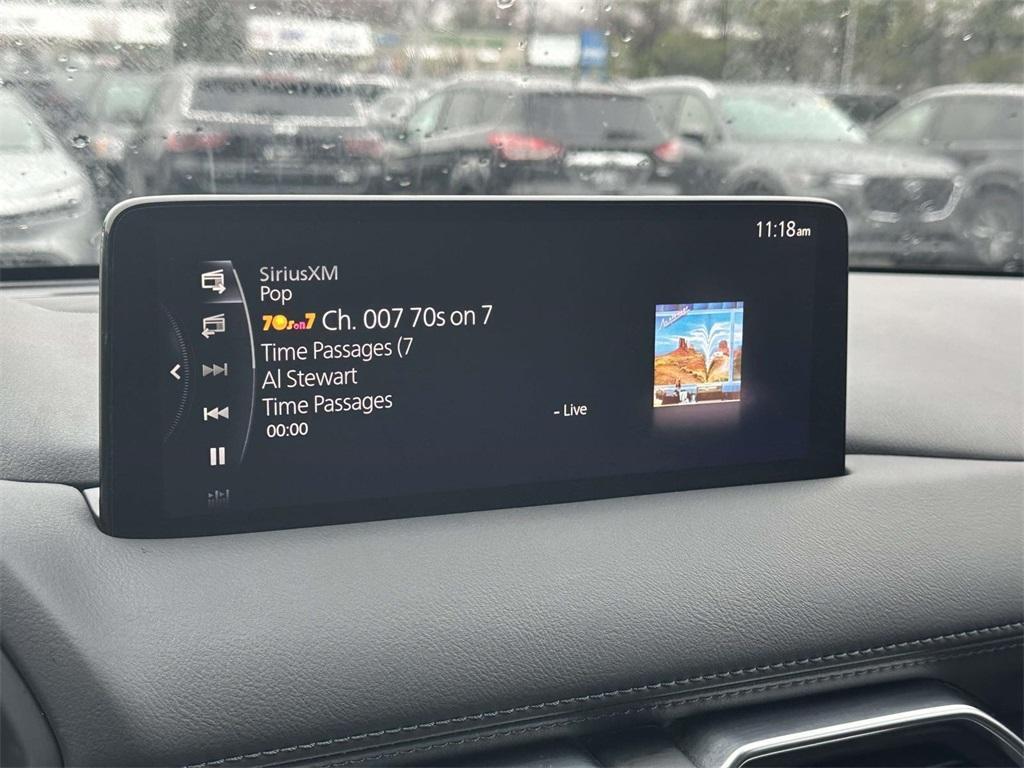 11:18am
SiriusXM
Pop
70s on 7 Ch. 007 70s on 7
Time Passages (7
Al Stewart
Time Passages
00:00
- Live